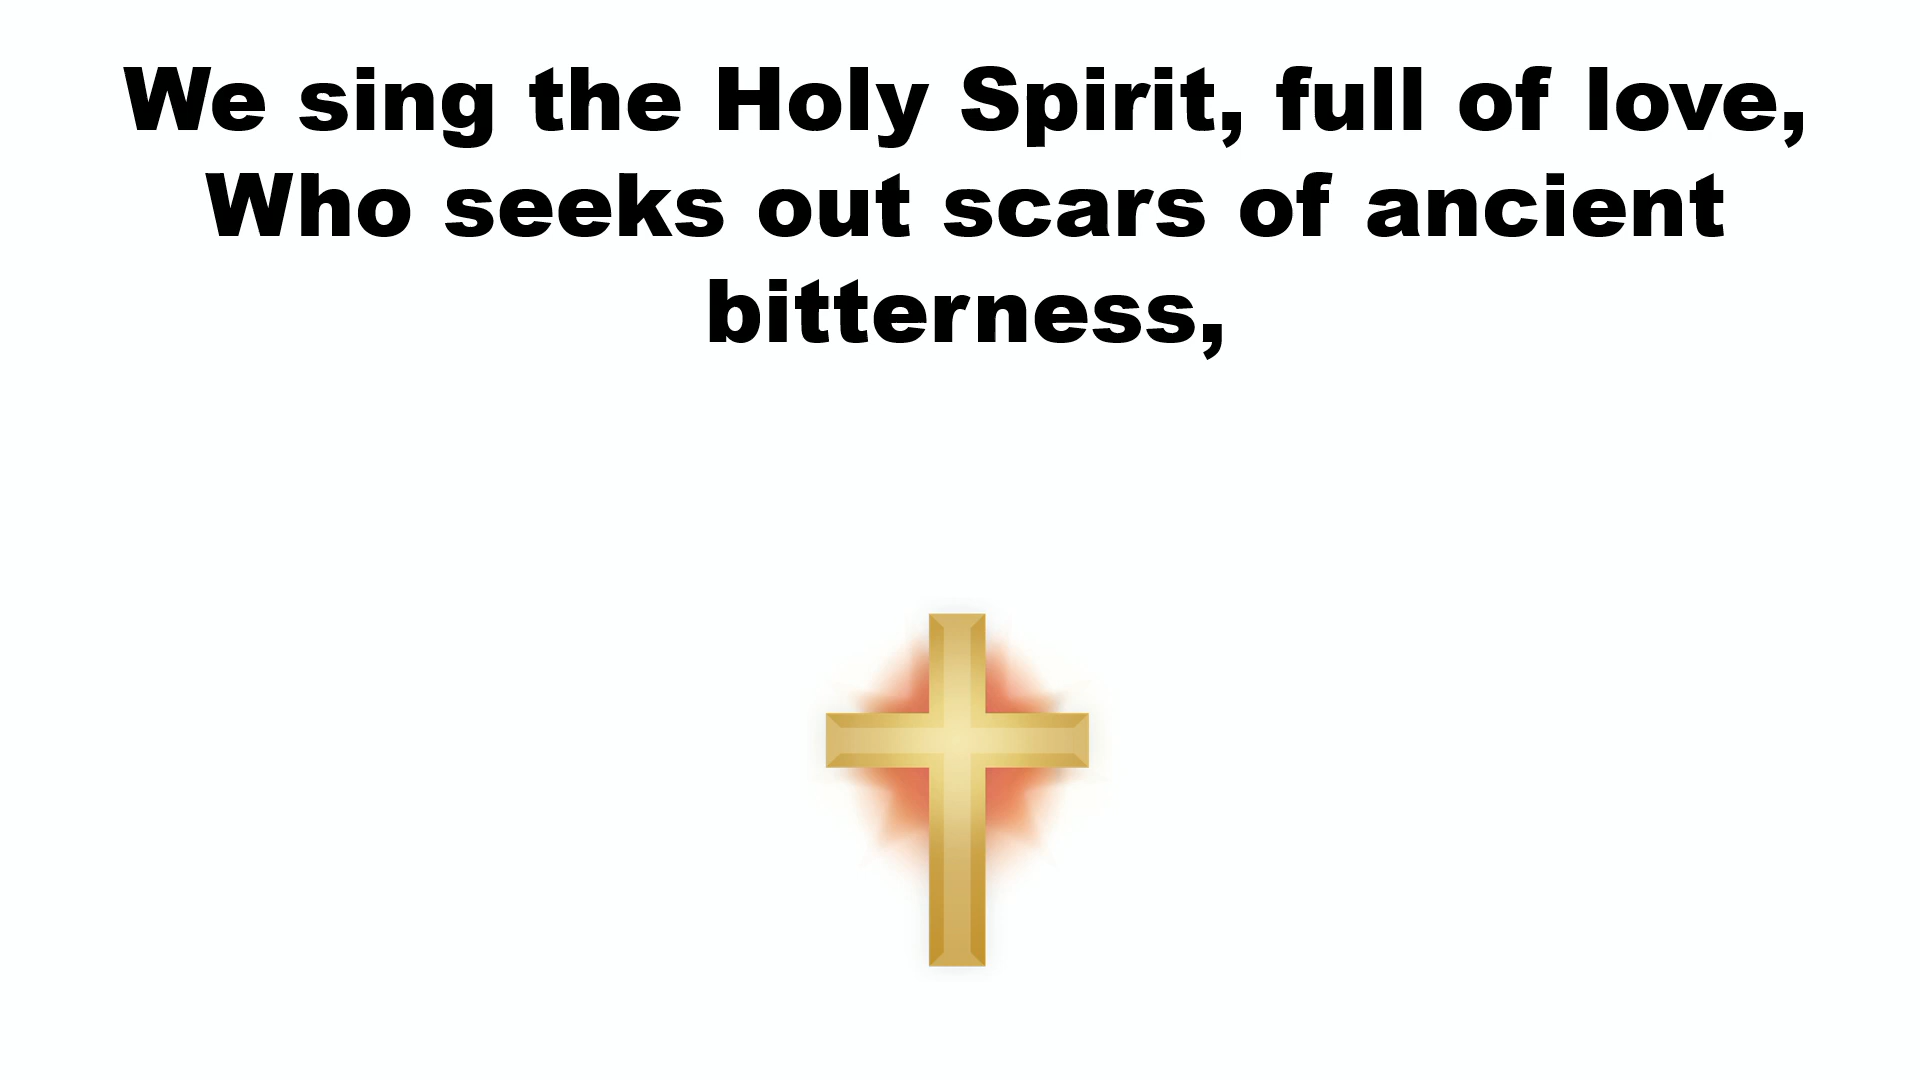 We sing the Holy Spirit, full of love,
Who seeks out scars of ancient
bitterness,